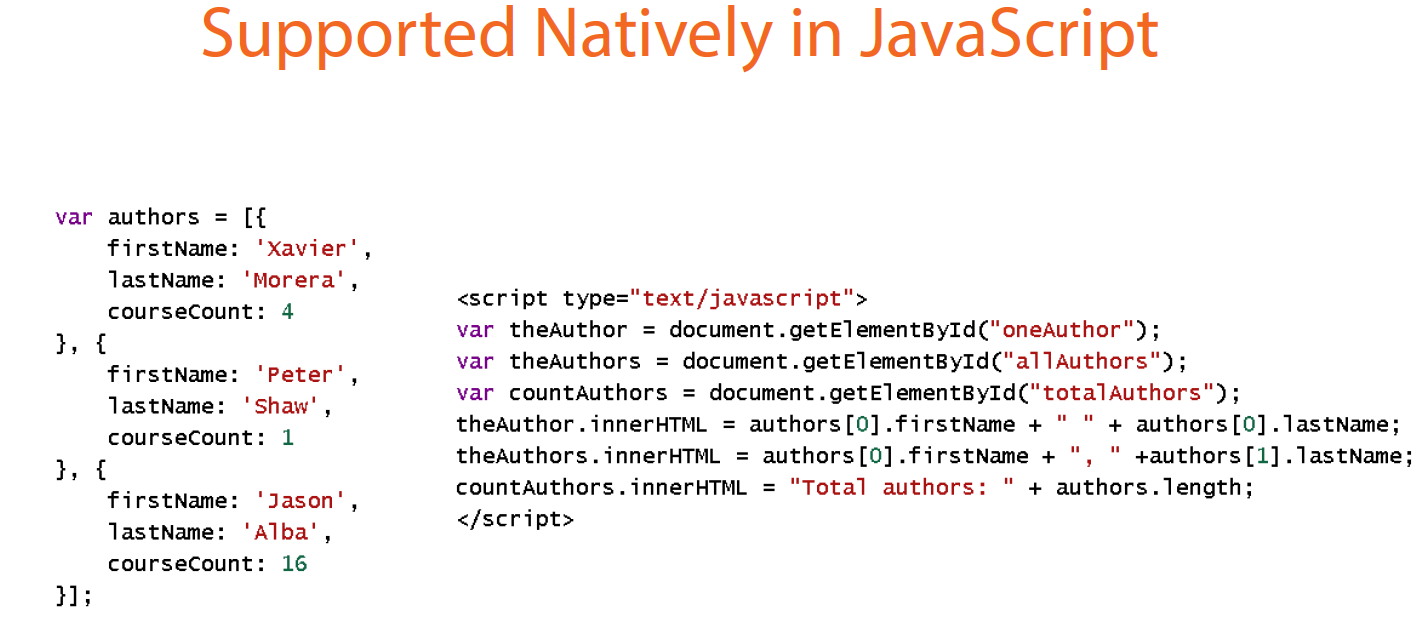 Supported Natively in JavaScript
var authors = [{
    firstName: 'Xavier',
    lastName: 'Morera',
    courseCount: 4
}, {
    firstName: 'Peter',
    lastName: 'Shaw',
    courseCount: 1
}, {
    firstName: 'Jason',
    lastName: 'Alba',
    courseCount: 16
}];
<script type="text/javascript">
var theAuthor = document.getElementById("oneAuthor");
var theAuthors = document.getElementById("allAuthors");
var countAuthors = document.getElementById("totalAuthors");
theAuthor.innerHTML = authors[0].firstName + " " + authors[0].lastName;
theAuthors.innerHTML = authors[0].firstName + ", " +authors[1].lastName;
countAuthors.innerHTML = "Total authors: " + authors.length;
</script>